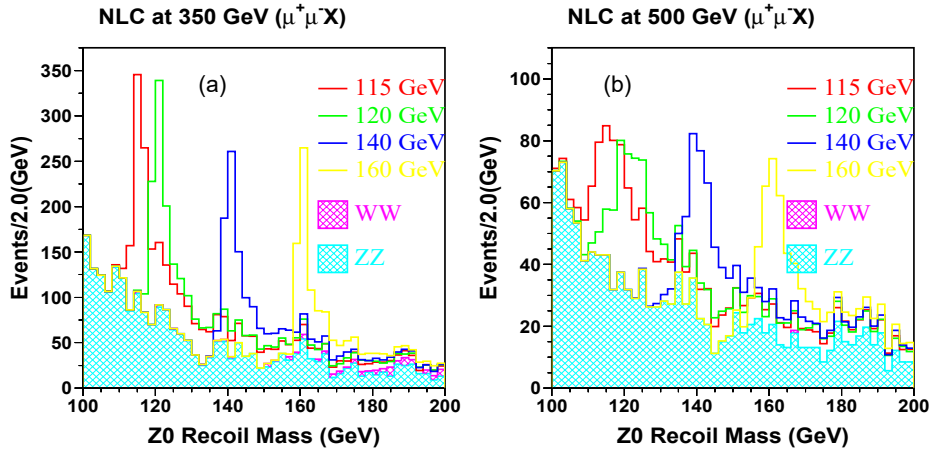 NLC at 350 GeV (μ⁺μ⁻X)
Events/2.0(GeV)
350
300
250
200
150
100
50
0
(a)
115 GeV
120 GeV
140 GeV
160 GeV
WW
ZZ
100 120 140 160 180 200
Z0 Recoil Mass (GeV)
NLC at 500 GeV (μ⁺μ⁻X)
Events/2.0(GeV)
100
80
60
40
20
0
(b)
115 GeV
120 GeV
140 GeV
160 GeV
WW
ZZ
100 120 140 160 180 200
Z0 Recoil Mass (GeV)